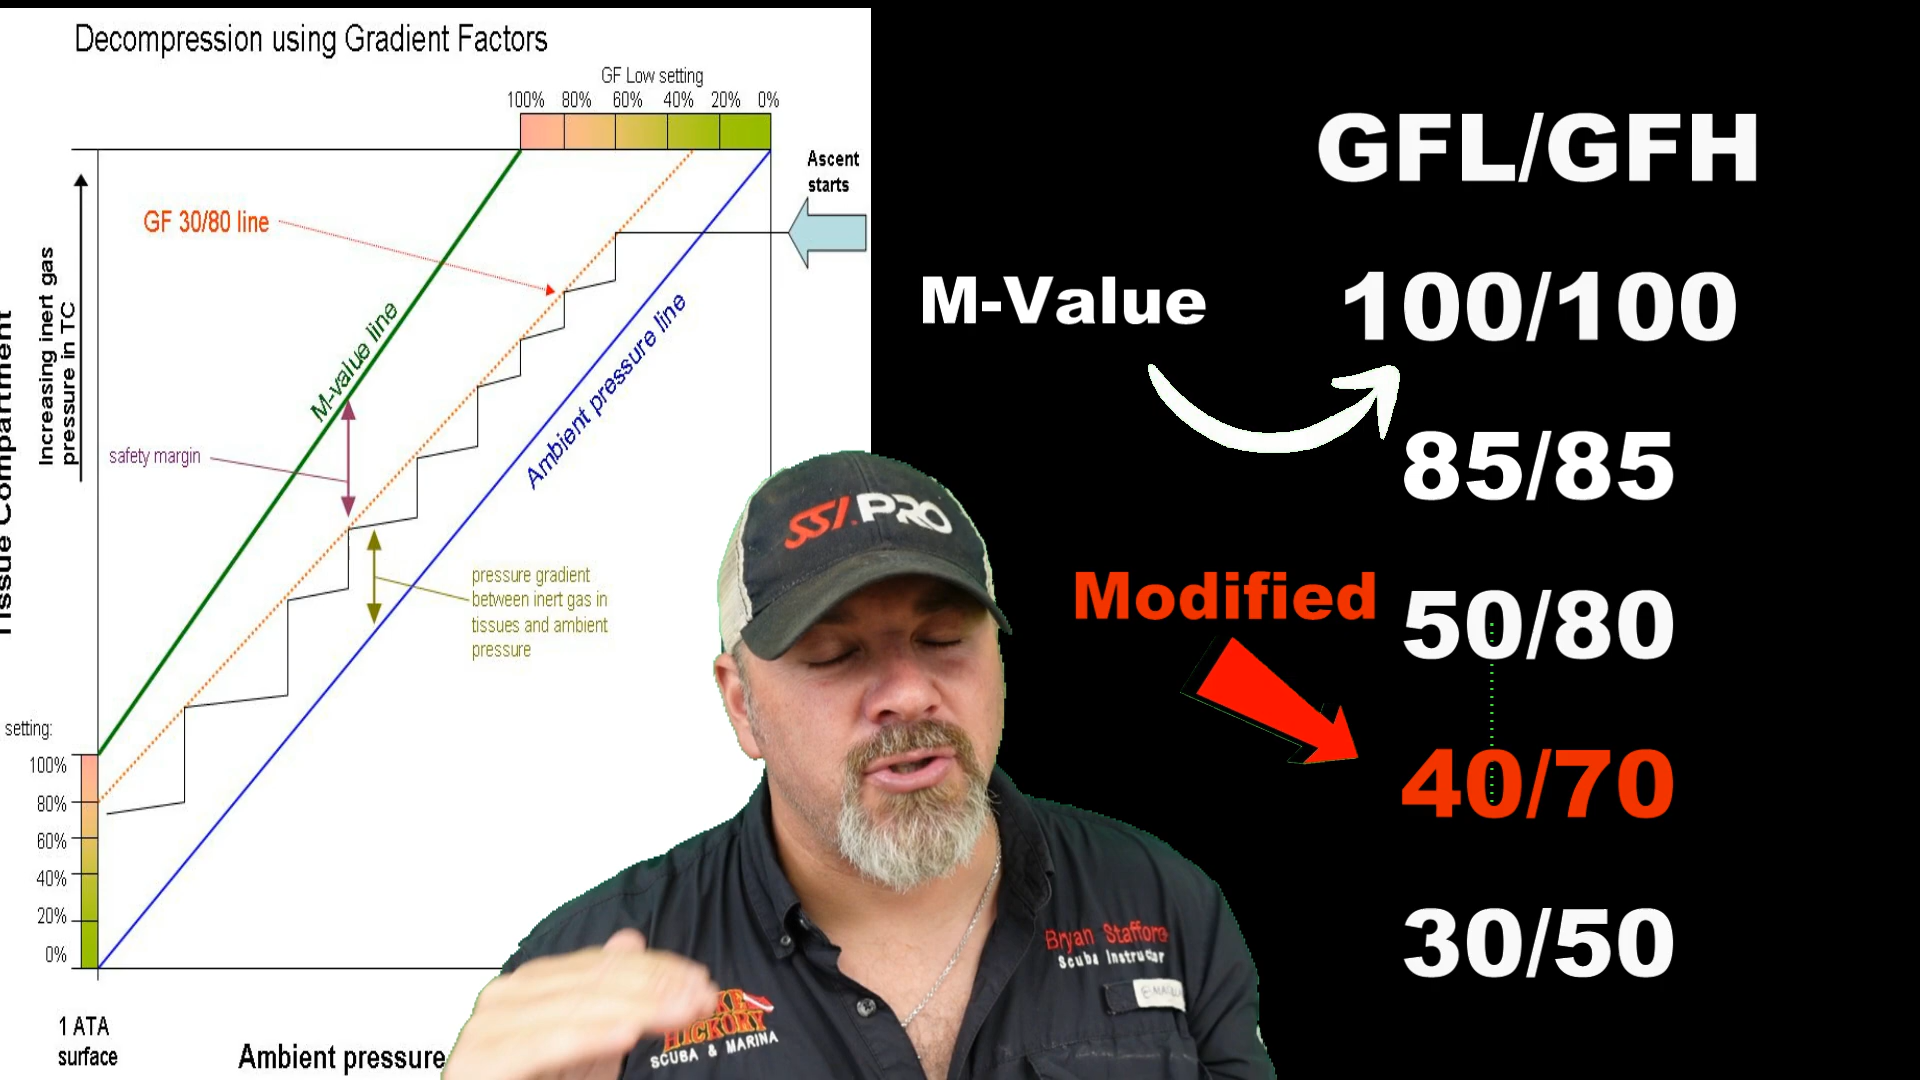 Decompression using Gradient Factors
GF Low setting
100% 80% 60% 40% 20% 0%
Ascent
starts
GF 30/80 line
Increasing inert gas
pressure in TC
M-value line
Ambient pressure line
safety margin
pressure gradient
between inert gas in
tissues and ambient
pressure
setting:
100%
80%
60%
40%
20%
0%
1 ATA
surface
Ambient pressure
GFL/GFH
M-Value
100/100
85/85
Modified
50/80
40/70
30/50
SSI.PRO
Bryan Stafford
Scuba Instructor
HICKORY
SCUBA & MARINA